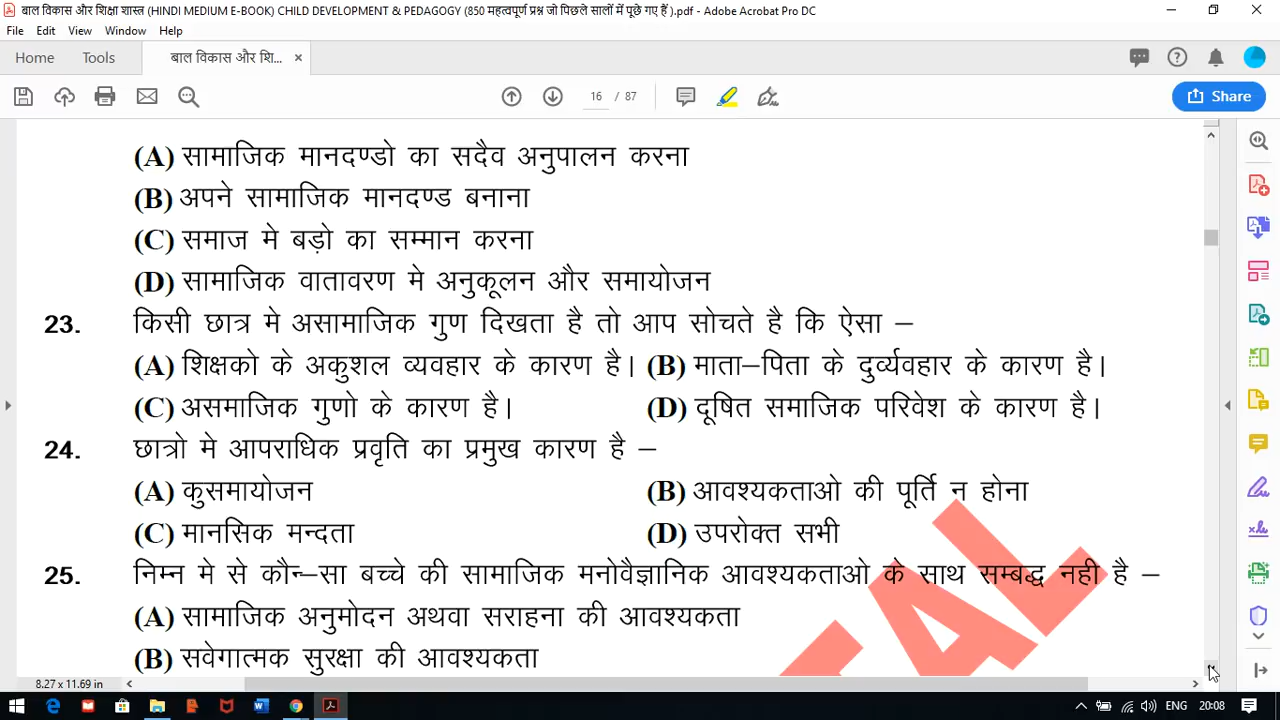 बाल विकास और शिक्षा शास्त्र (HINDI MEDIUM E-BOOK) CHILD DEVELOPMENT & PEDAGOGY (850 महत्वपूर्ण प्रश्न जो पिछले सालों में पूछे गए हैं ).pdf - Adobe Acrobat Pro DC
File Edit View Window Help
Home Tools बाल विकास और शि... ×
16 / 87 Share
(A) सामाजिक मानदण्डो का सदैव अनुपालन करना
(B) अपने सामाजिक मानदण्ड बनाना
(C) समाज मे बड़ो का सम्मान करना
(D) सामाजिक वातावरण मे अनुकूलन और समायोजन
23. किसी छात्र मे असामाजिक गुण दिखता है तो आप सोचते है कि ऐसा –
(A) शिक्षको के अकुशल व्यवहार के कारण है। (B) माता–पिता के दुर्व्यवहार के कारण है।
(C) असमाजिक गुणो के कारण है। (D) दूषित समाजिक परिवेश के कारण है।
24. छात्रो मे आपराधिक प्रवृति का प्रमुख कारण है –
(A) कुसमायोजन (B) आवश्यकताओ की पूर्ति न होना
(C) मानसिक मन्दता (D) उपरोक्त सभी
25. निम्न मे से कौन–सा बच्चे की सामाजिक मनोवैज्ञानिक आवश्यकताओ के साथ सम्बद्ध नही है –
(A) सामाजिक अनुमोदन अथवा सराहना की आवश्यकता
(B) सवेगात्मक सुरक्षा की आवश्यकता
8.27 x 11.69 in
ENG 20:08